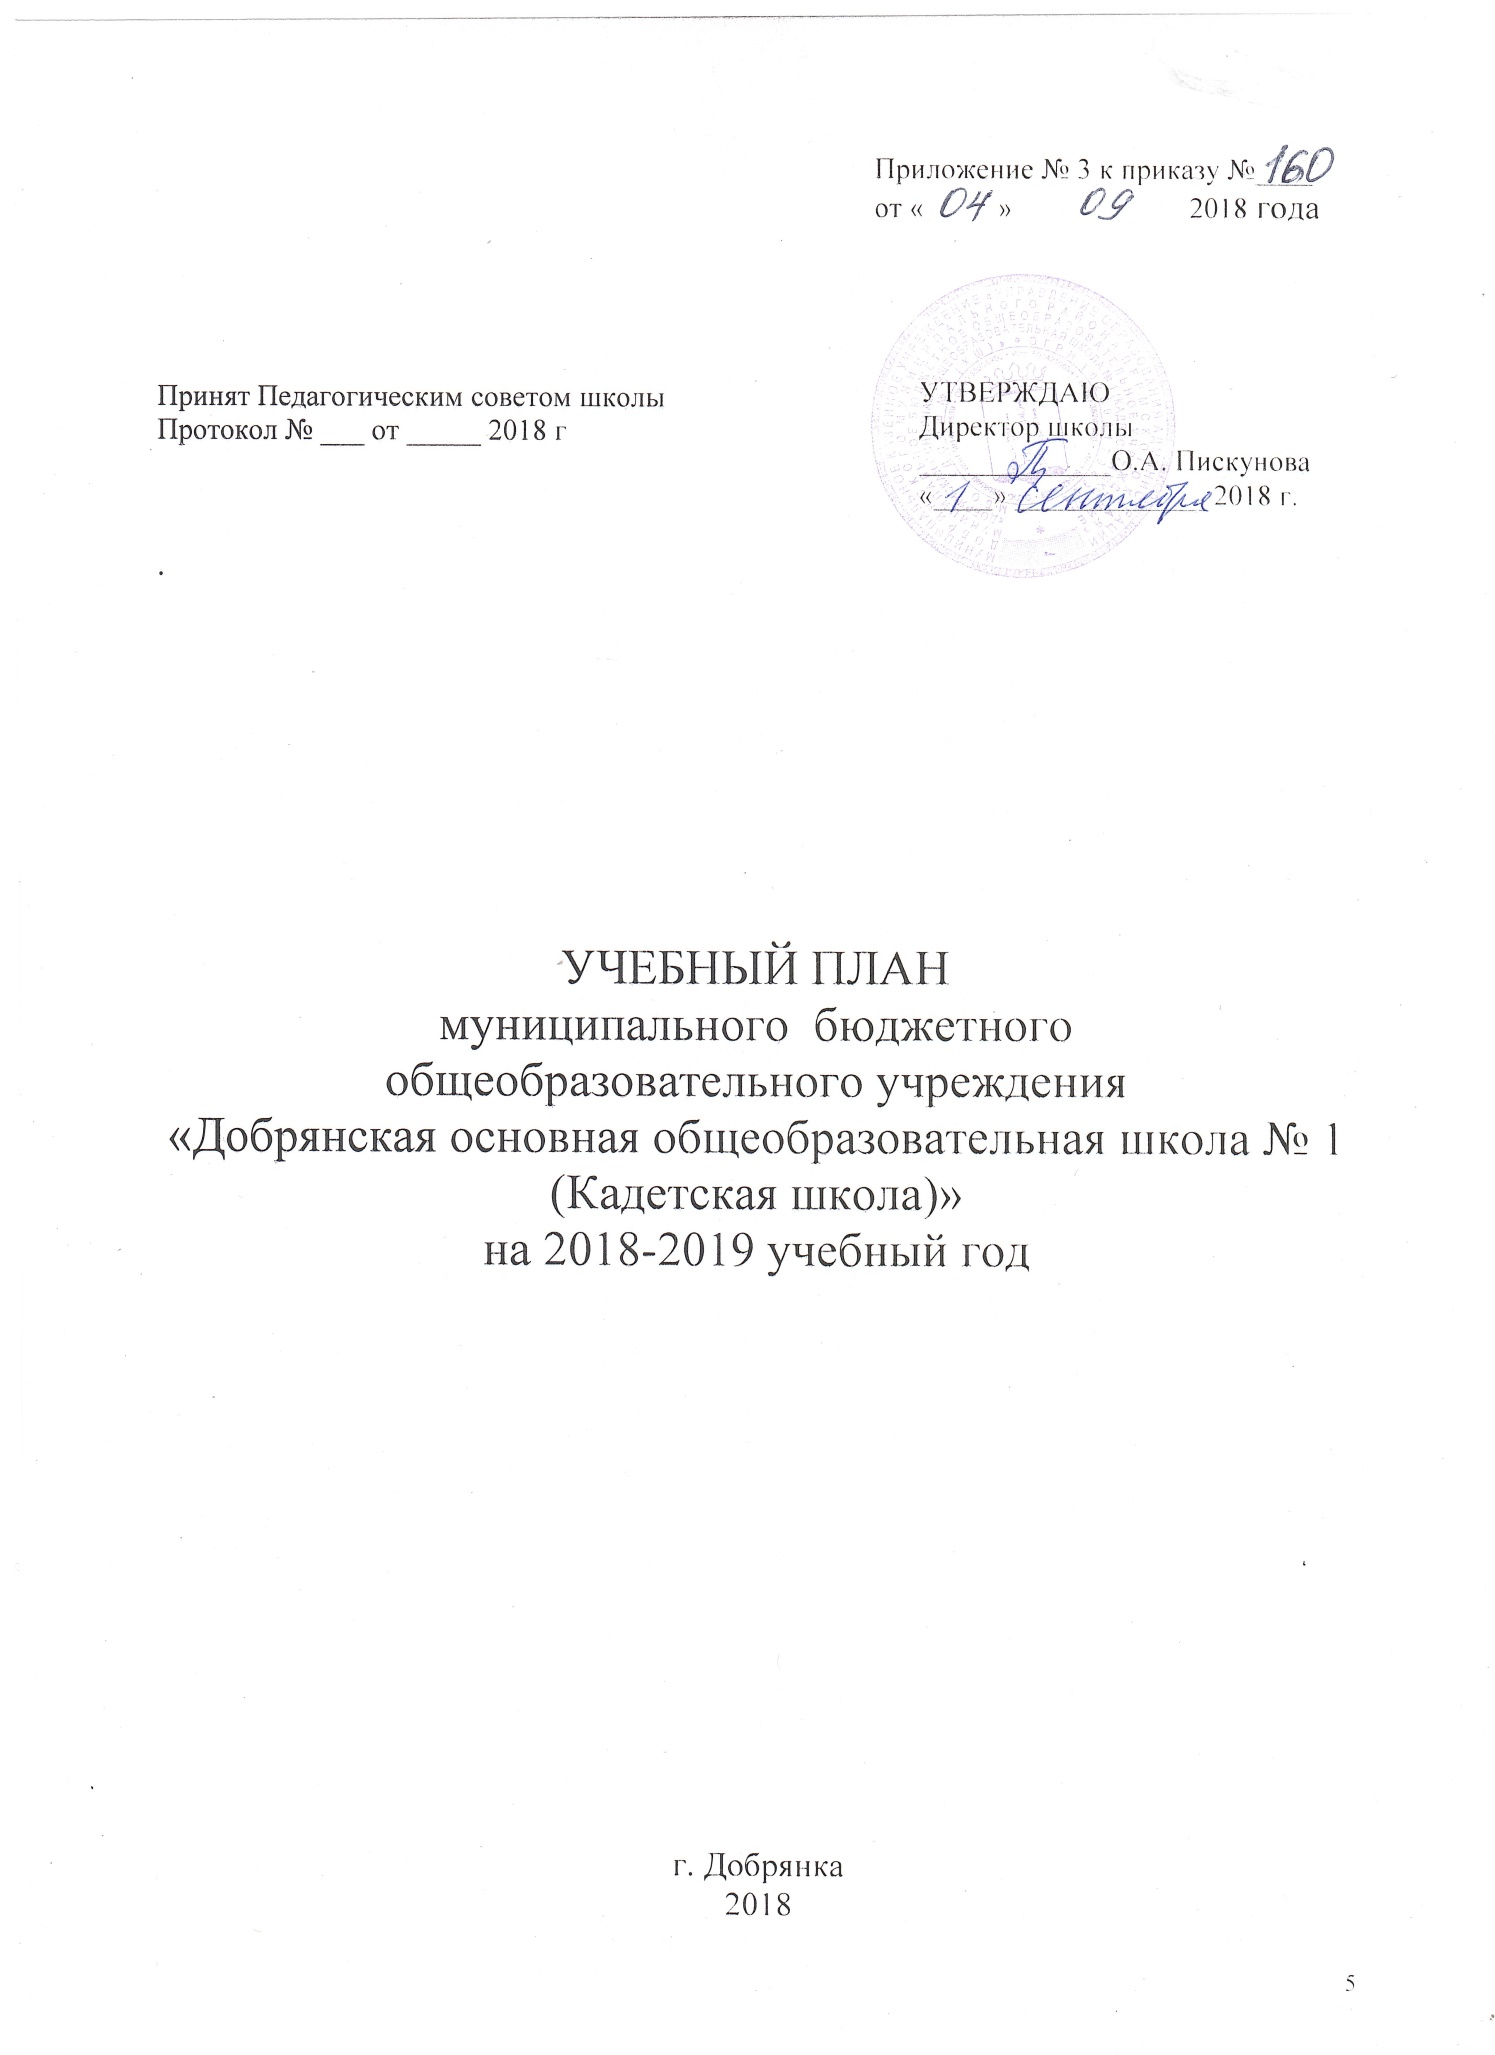 Приложение № 3 к приказу № 160
от « 04 » 09 2018 года
Принят Педагогическим советом школы
Протокол № ___ от _____ 2018 г
УТВЕРЖДАЮ
Директор школы
_____________О.А. Пискунова
« 1 » сентября 2018 г.
УЧЕБНЫЙ ПЛАН
муниципального бюджетного
общеобразовательного учреждения
«Добрянская основная общеобразовательная школа № 1
(Кадетская школа)»
на 2018-2019 учебный год
г. Добрянка
2018
5